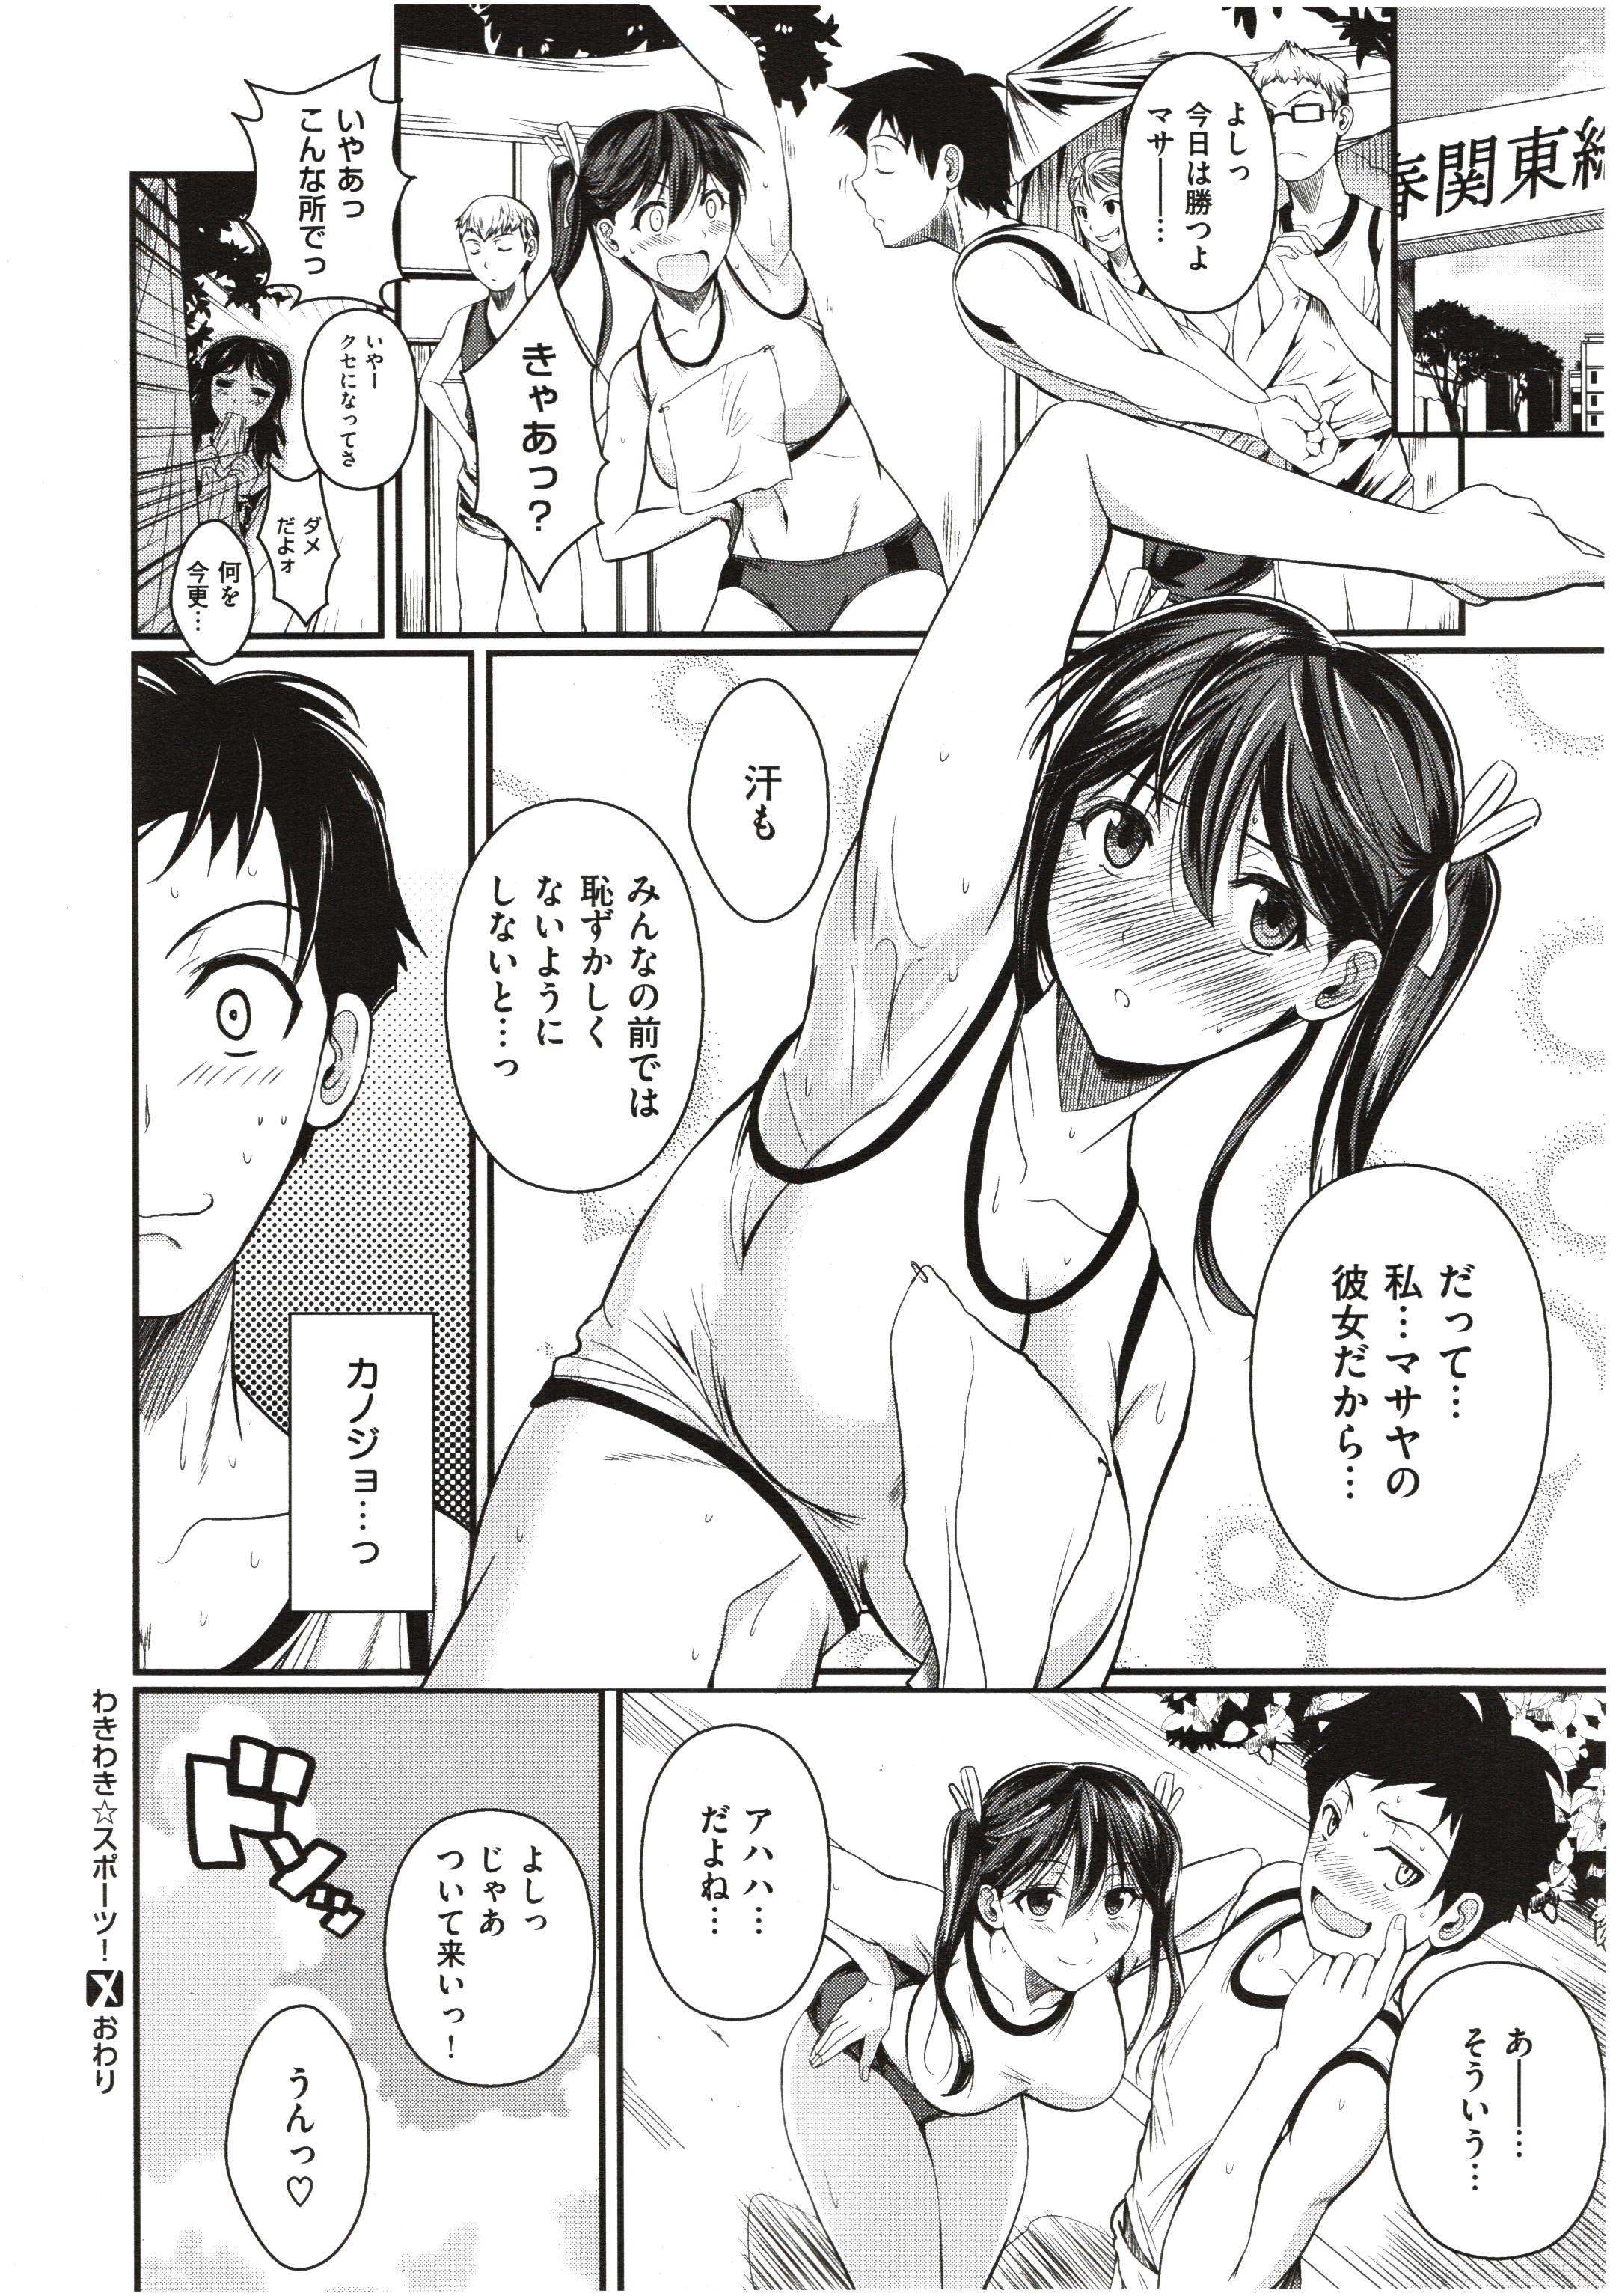 春関東総
よしっ
今日は勝つよ
マサ――…
きゃあっ？
いやあっ
こんな所でっ
いやー
クセになってさ
ダメ
だよォ
何を
今更…
だって…
私…マサヤの
彼女だから…
汗も
みんなの前では
恥ずかしく
ないように
しないと…っ
カノジョ…っ
あ――…
そういう…
アハハ…
だよね…
よしっ
じゃあ
ついて来いっ！
ドンッ
うんっ♡
わきわき☆スポーツ！ X おわり